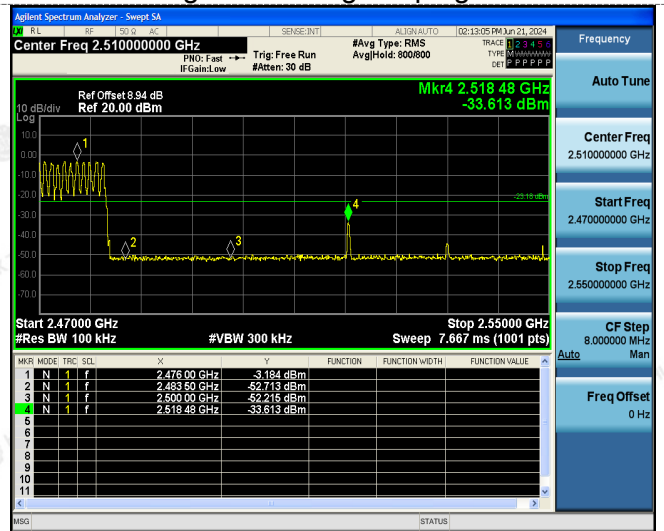 Agilent Spectrum Analyzer - Swept SA
RL RF 50 Ω AC SENSE:INT ALIGN AUTO 02:13:05 PM Jun 21, 2024
Center Freq 2.510000000 GHz
PNO: Fast
IFGain:Low
Trig: Free Run
#Atten: 30 dB
#Avg Type: RMS
Avg|Hold: 800/800
TRACE 1 2 3 4 5 6
TYPE M
DET P P P P P P
Frequency
Auto Tune
Center Freq
2.510000000 GHz
Start Freq
2.470000000 GHz
Stop Freq
2.550000000 GHz
CF Step
8.000000 MHz
Auto Man
Freq Offset
0 Hz
Mkr4 2.518 48 GHz
-33.613 dBm
Ref Offset 8.94 dB
10 dB/div Ref 20.00 dBm
Log
10.0
0.00
-10.0
-20.0
-30.0
-40.0
-50.0
-60.0
-70.0
1
2
3
4
-23.18 dBm
Start 2.47000 GHz Stop 2.55000 GHz
#Res BW 100 kHz #VBW 300 kHz Sweep 7.667 ms (1001 pts)
MKR MODE TRC SCL X Y FUNCTION FUNCTION WIDTH FUNCTION VALUE
1 N 1 f 2.476 00 GHz -3.184 dBm
2 N 1 f 2.483 50 GHz -52.713 dBm
3 N 1 f 2.500 00 GHz -52.215 dBm
4 N 1 f 2.518 48 GHz -33.613 dBm
5
6
7
8
9
10
11
MSG STATUS